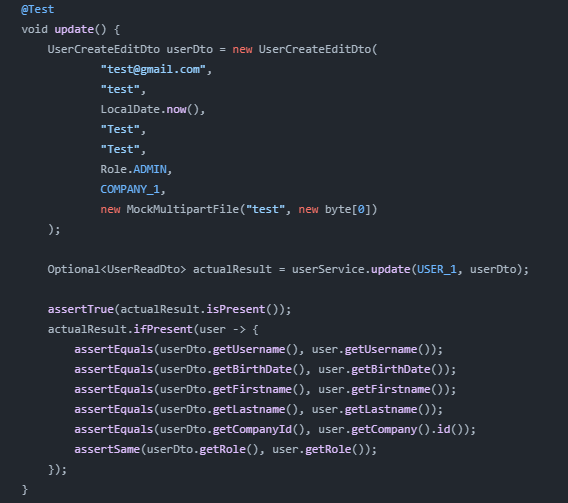 @Test
void update() {
    UserCreateEditDto userDto = new UserCreateEditDto(
            "test@gmail.com",
            "test",
            LocalDate.now(),
            "Test",
            "Test",
            Role.ADMIN,
            COMPANY_1,
            new MockMultipartFile("test", new byte[0])
    );

    Optional<UserReadDto> actualResult = userService.update(USER_1, userDto);

    assertTrue(actualResult.isPresent());
    actualResult.ifPresent(user -> {
        assertEquals(userDto.getUsername(), user.getUsername());
        assertEquals(userDto.getBirthDate(), user.getBirthDate());
        assertEquals(userDto.getFirstname(), user.getFirstname());
        assertEquals(userDto.getLastname(), user.getLastname());
        assertEquals(userDto.getCompanyId(), user.getCompany().id());
        assertSame(userDto.getRole(), user.getRole());
    });
}